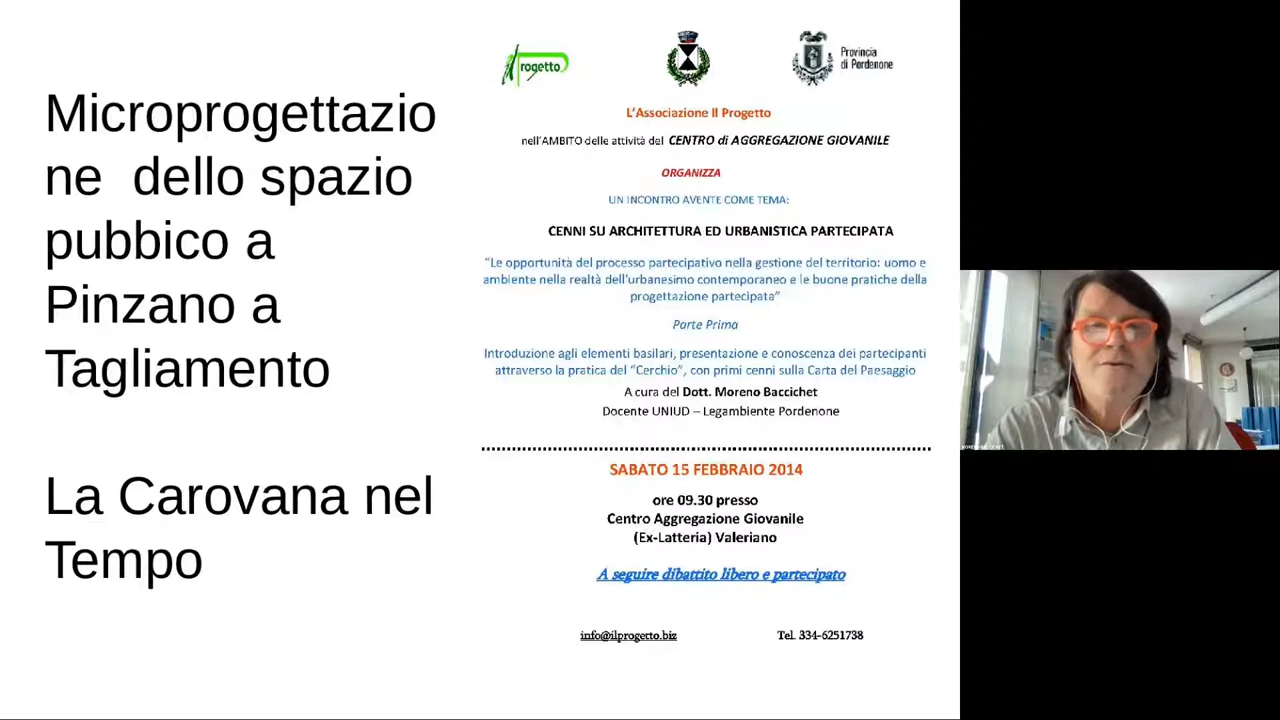 Microprogettazio
ne  dello spazio
pubbico a
Pinzano a
Tagliamento
La Carovana nel
Tempo
rogetto
Provincia
di Pordenone
L'Associazione Il Progetto
nell'AMBITO delle attività del CENTRO di AGGREGAZIONE GIOVANILE
ORGANIZZA
UN INCONTRO AVENTE COME TEMA:
CENNI SU ARCHITETTURA ED URBANISTICA PARTECIPATA
“Le opportunità del processo partecipativo nella gestione del territorio: uomo e
ambiente nella realtà dell'urbanesimo contemporaneo e le buone pratiche della
progettazione partecipata”
Parte Prima
Introduzione agli elementi basilari, presentazione e conoscenza dei partecipanti
attraverso la pratica del “Cerchio”, con primi cenni sulla Carta del Paesaggio
A cura del Dott. Moreno Baccichet
Docente UNIUD – Legambiente Pordenone
SABATO 15 FEBBRAIO 2014
ore 09.30 presso
Centro Aggregazione Giovanile
(Ex-Latteria) Valeriano
A seguire dibattito libero e partecipato
info@ilprogetto.biz Tel. 334-6251738